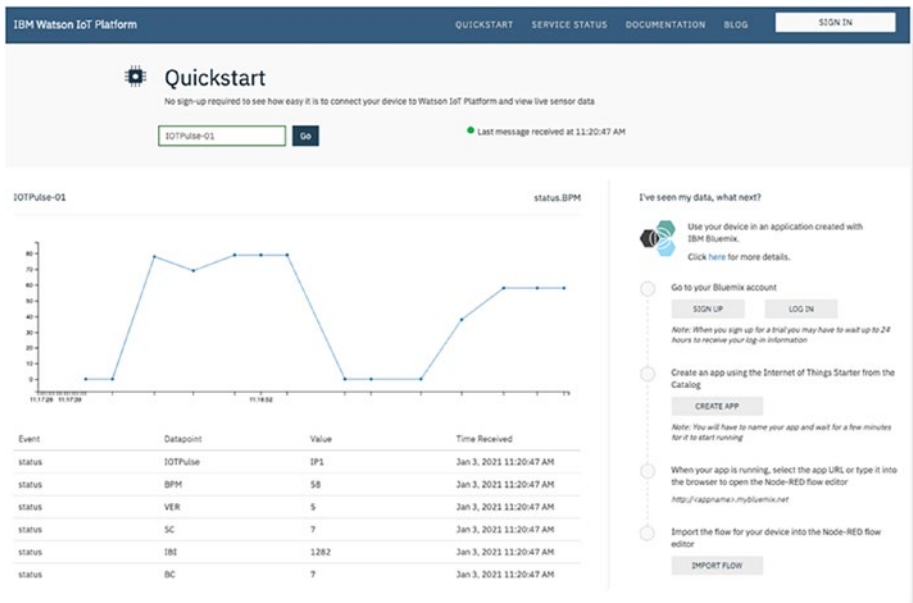 IBM Watson IoT Platform
QUICKSTART SERVICE STATUS DOCUMENTATION BLOG SIGN IN
Quickstart
No sign-up required to see how easy it is to connect your device to Watson IoT Platform and view live sensor data
IOTPulse-01 Go
Last message received at 11:20:47 AM
IOTPulse-01 status.BPM
80
70
60
50
40
30
20
10
0
11:17:28
Event Datapoint Value Time Received
status IOTPulse IP1 Jan 3, 2021 11:20:47 AM
status BPM 58 Jan 3, 2021 11:20:47 AM
status VER 5 Jan 3, 2021 11:20:47 AM
status SC 7 Jan 3, 2021 11:20:47 AM
status IBI 1282 Jan 3, 2021 11:20:47 AM
status BC 7 Jan 3, 2021 11:20:47 AM
I've seen my data, what next?
Use your device in an application created with
IBM Bluemix.
Click here for more details.
Go to your Bluemix account
SIGN UP LOG IN
Note: When you sign up for a trial you may have to wait up to 24
hours to receive your log-in information
Create an app using the Internet of Things Starter from the
Catalog
CREATE APP
Note: You will have to name your app and wait for a few minutes
for it to start running
When your app is running, select the app URL or type it into
the browser to open the Node-RED flow editor
http://<appname>.mybluemix.net
Import the flow for your device into the Node-RED flow
editor
IMPORT FLOW